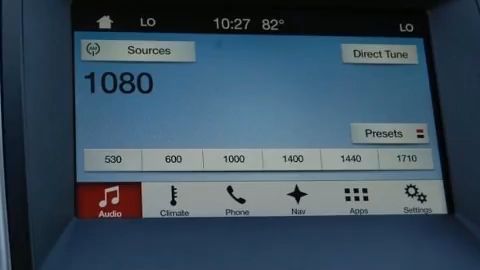 LO 10:27 82° LO
AM Sources Direct Tune
1080
Presets
530 600 1000 1400 1440 1710
Audio Climate Phone Nav Apps Settings